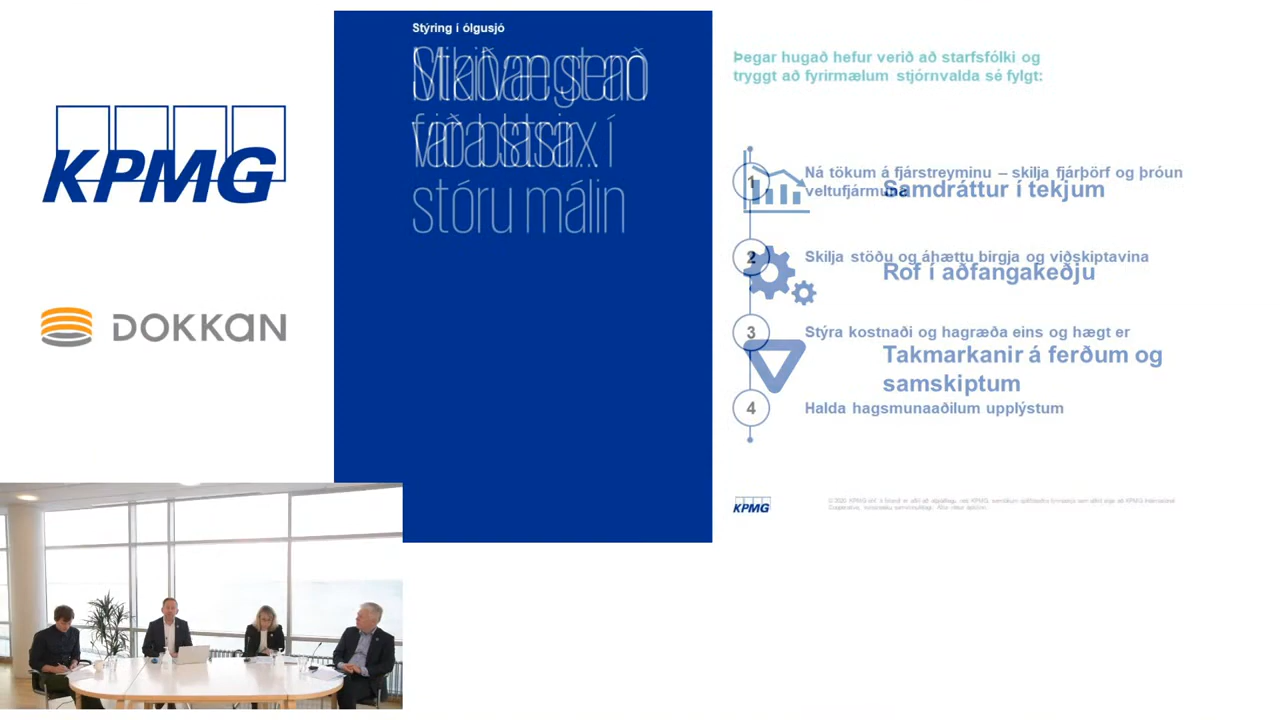 KPMG
DOKKAN
Stýring í ólgusjó
stóru málin
Þegar hugað hefur verið að starfsfólki og
tryggt að fyrirmælum stjórnvalda sé fylgt:
1
Ná tökum á fjárstreyminu – skilja fjárþörf og þróun
veltufjármuna
Samdráttur í tekjum
2
Skilja stöðu og áhættu birgja og viðskiptavina
Rof í aðfangakeðju
3
Stýra kostnaði og hagræða eins og hægt er
Takmarkanir á ferðum og
samskiptum
4
Halda hagsmunaaðilum upplýstum
KPMG